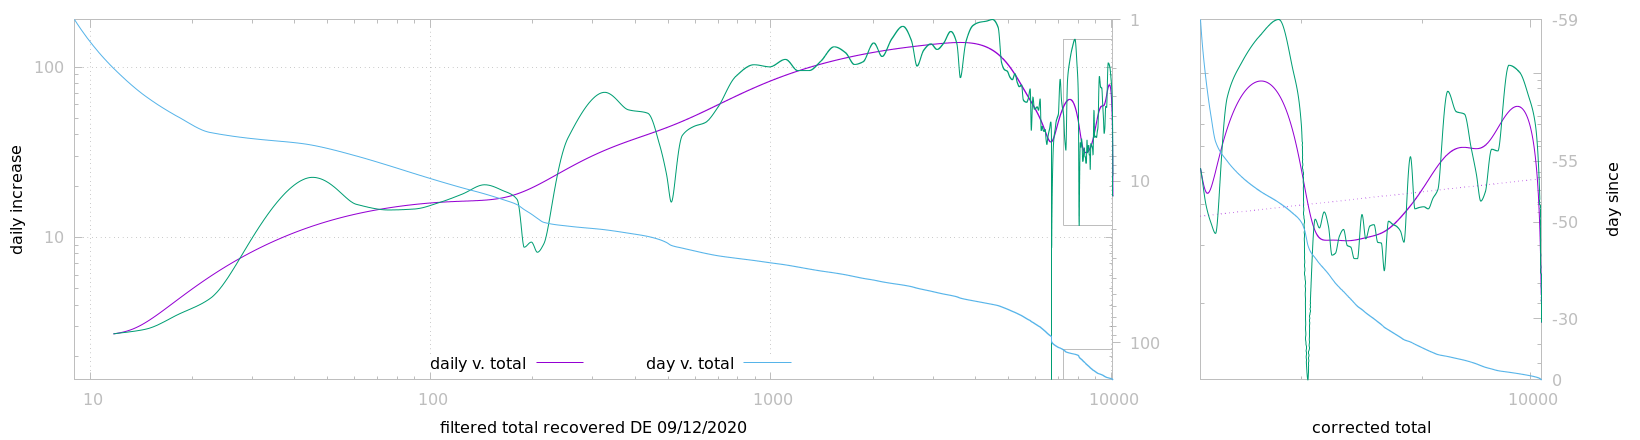 daily increase
100
10
10
100
1000
10000
1
10
100
daily v. total
day v. total
filtered total recovered DE 09/12/2020
10000
-59
-55
-50
-30
0
day since
corrected total